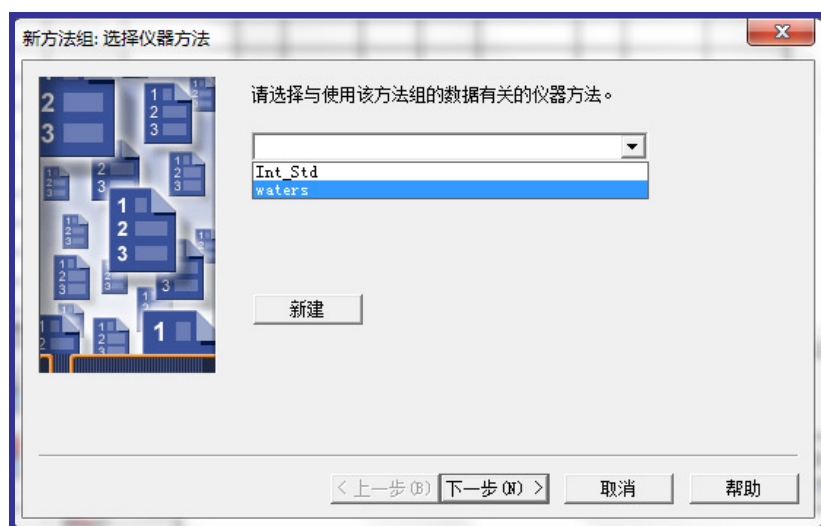 新方法组: 选择仪器方法
请选择与使用该方法组的数据有关的仪器方法。
Int_Std
waters
新建
< 上一步(B) 下一步(N) > 取消 帮助